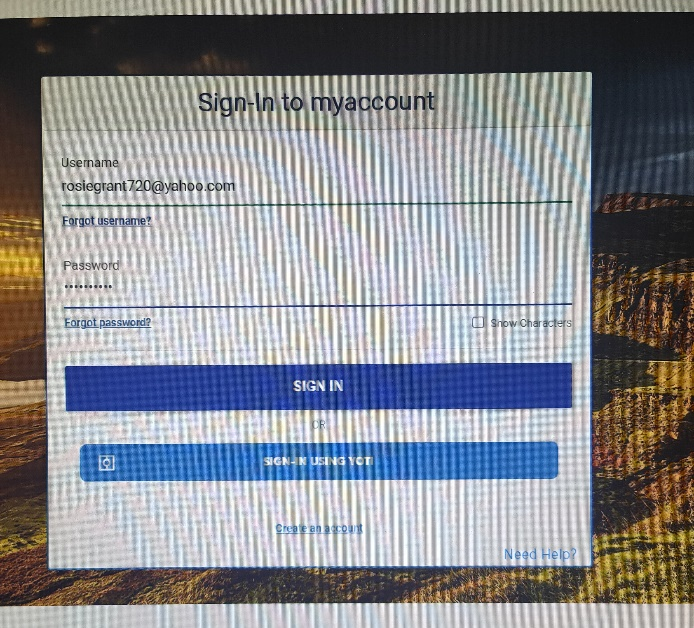 Sign-In to myaccount
Username
rosiegrant720@yahoo.com
Forgot username?
Password
••••••••••
Forgot password?
Show Characters
SIGN IN
OR
SIGN-IN USING YOTI
Create an account
Need Help?